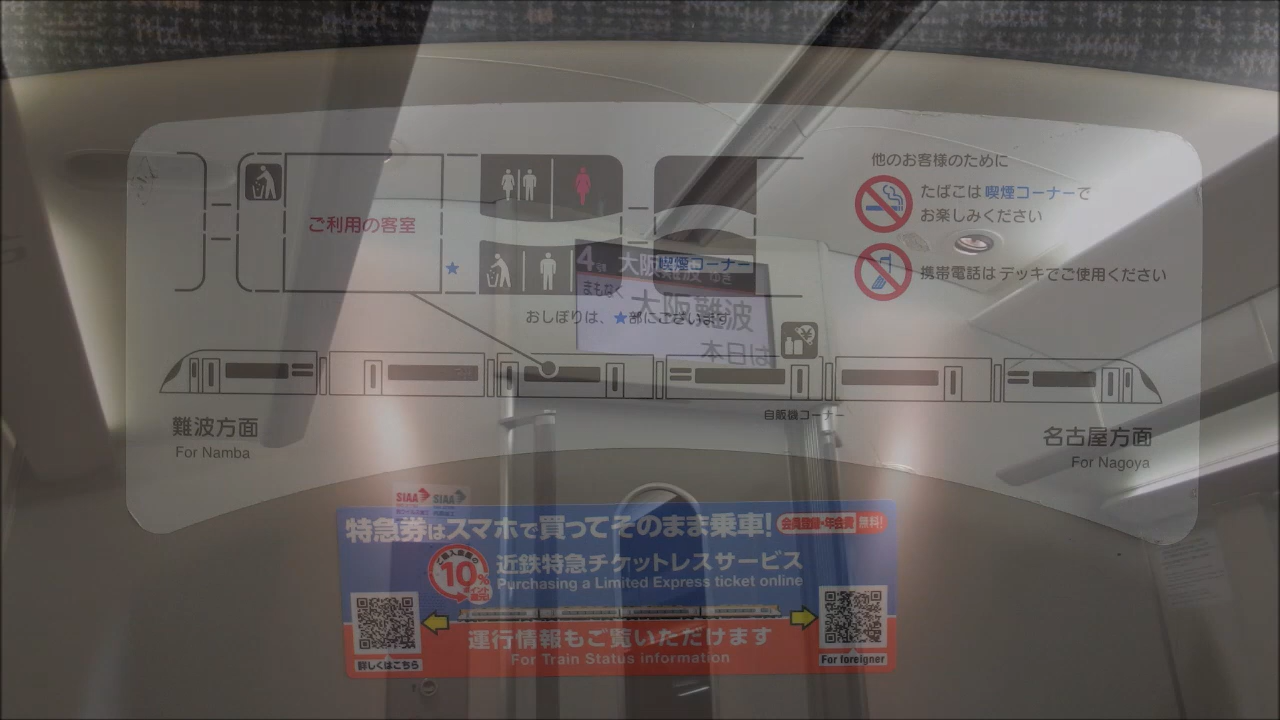 他のお客様のために
たばこは喫煙コーナーで
お楽しみください
携帯電話はデッキでご使用ください
ご利用の客室
★
4
大阪
喫煙コーナー
まもなく
大阪難波
本日は
おしぼりは、★部にございます
自販機コーナー
難波方面
For Namba
名古屋方面
For Nagoya
SIAA SIAA
特急券はスマホで買ってそのまま乗車!
会員登録・年会費 無料!
10%
近鉄特急チケットレスサービス
Purchasing a Limited Express ticket online
運行情報もご覧いただけます
For Train Status information
詳しくはこちら
For foreigner